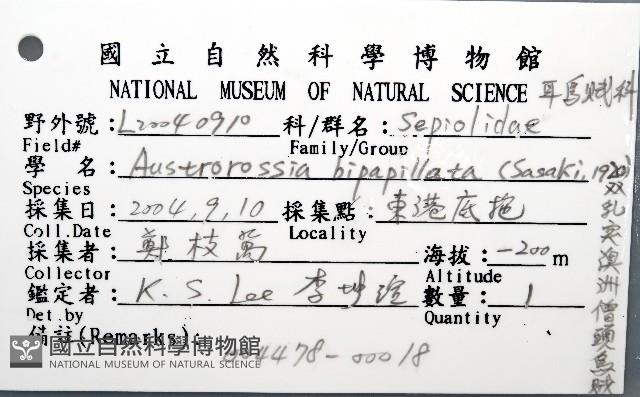 國立自然科學博物館
NATIONAL MUSEUM OF NATURAL SCIENCE 耳烏賊科
野外號:L20040910 科/群名:Sepiolidae
Field# Family/Group
學名:Austrorossia bipapillata (Sasaki, 1920)
Species
採集日:2004,9,10 採集點:東港底拖
Coll.Date Locality
採集者:鄭枝萬 海拔:-200m
Collector Altitude
鑑定者:K. S. Lee 李坤瑄 數量:1
Det.by Quantity
備註(Remarks):
004478-00018
双乳突澳洲僧頭烏賊
國立自然科學博物館
NATIONAL MUSEUM OF NATURAL SCIENCE